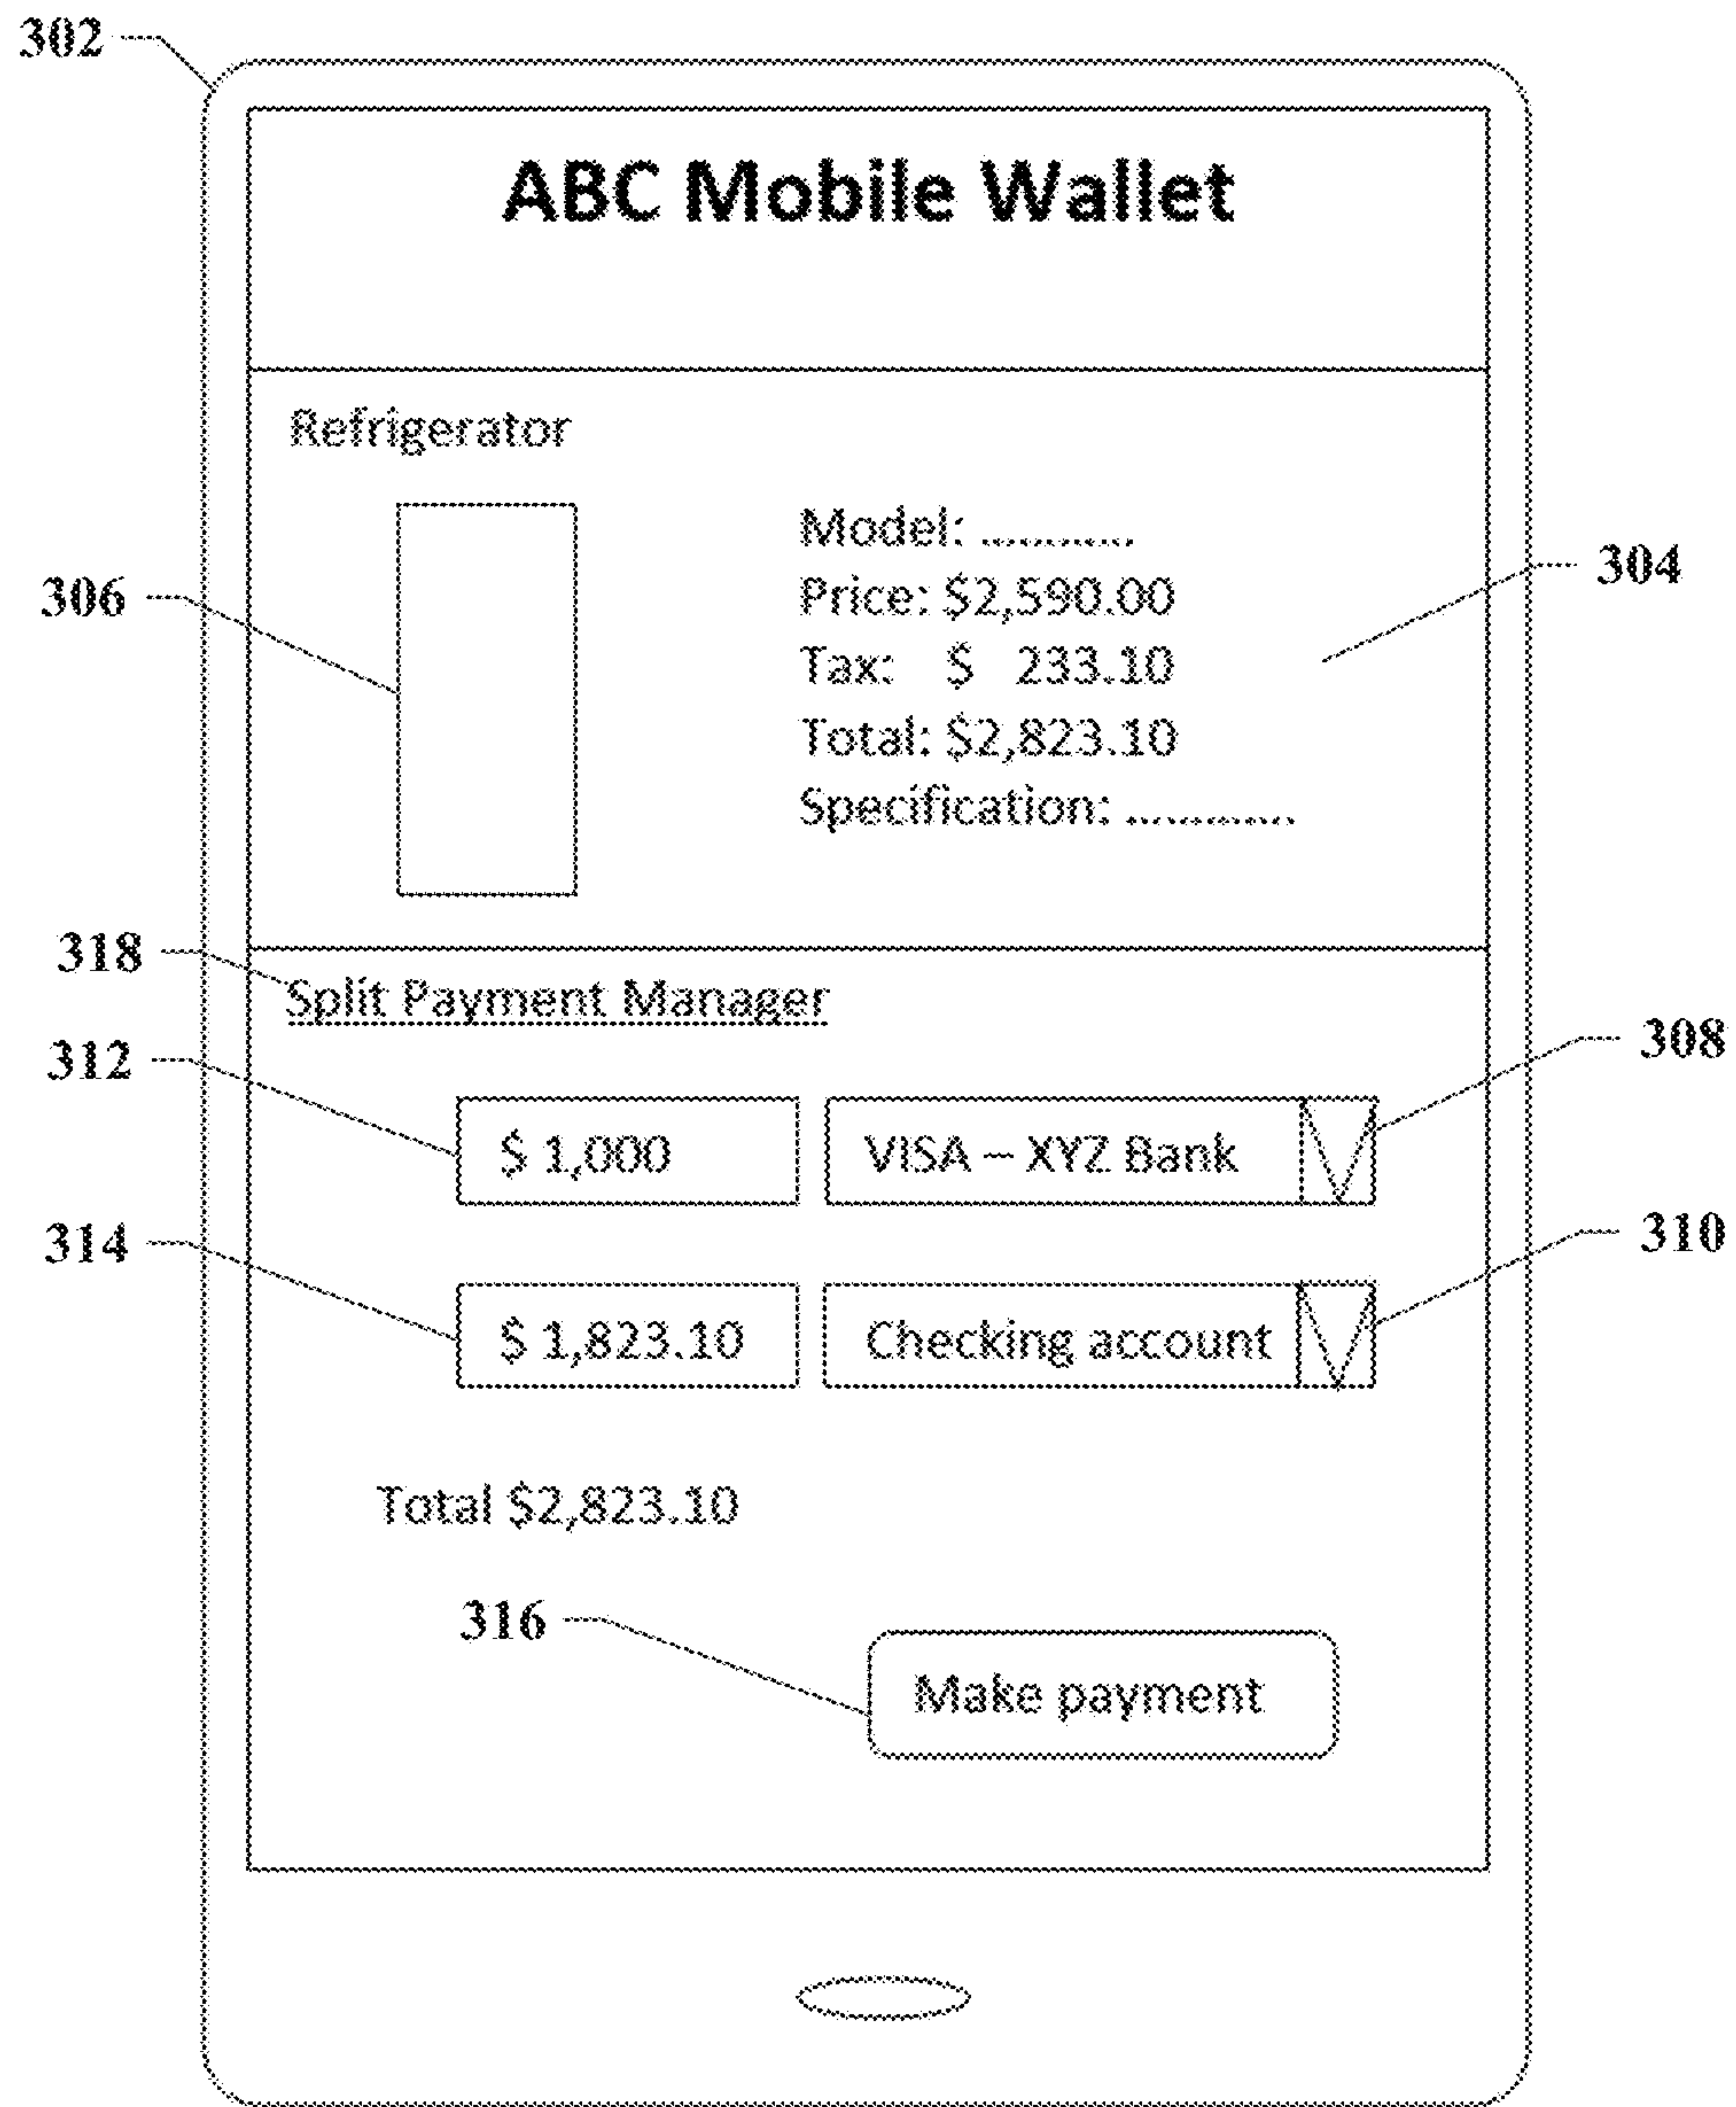 302
ABC Mobile Wallet
Refrigerator
306
Model: ............
Price: $2,590.00
Tax: $ 233.10
Total: $2,823.10
Specification: .............
304
318
Split Payment Manager
312
$ 1,000
VISA – XYZ Bank
308
314
$ 1,823.10
Checking account
310
Total $2,823.10
316
Make payment